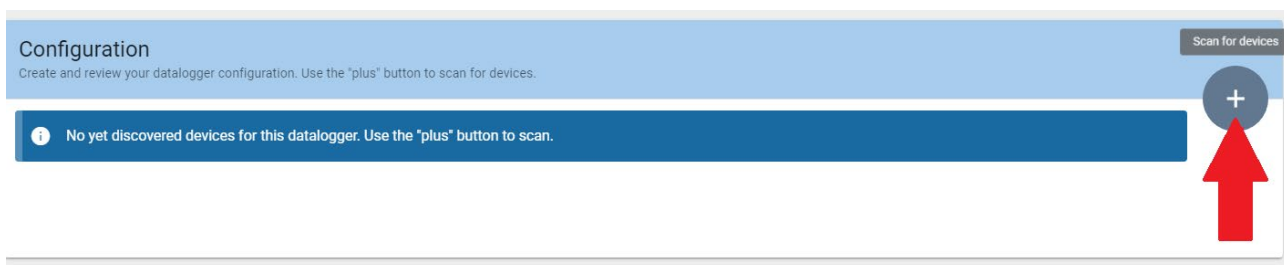 Configuration
Scan for devices
Create and review your datalogger configuration. Use the "plus" button to scan for devices.
No yet discovered devices for this datalogger. Use the "plus" button to scan.